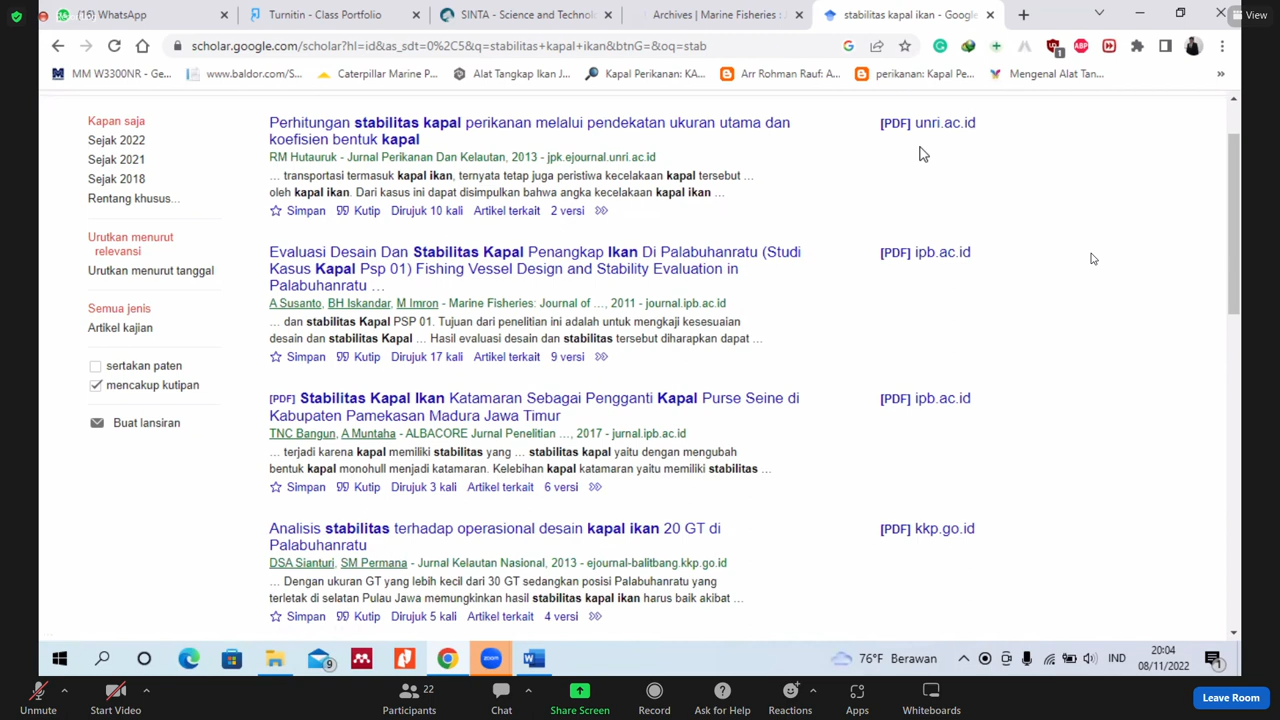 (16) WhatsApp
Turnitin - Class Portfolio
SINTA - Science and Technol
Archives | Marine Fisheries : A
stabilitas kapal ikan - Google
View
scholar.google.com/scholar?hl=id&as_sdt=0%2C5&q=stabilitas+kapal+ikan&btnG=&oq=stab
MM W3300NR - Ge...
www.baldor.com/S...
Caterpillar Marine P...
Alat Tangkap Ikan J...
Kapal Perikanan: KA...
Arr Rohman Rauf: A...
perikanan: Kapal Pe...
Mengenal Alat Tan...
Kapan saja
Sejak 2022
Sejak 2021
Sejak 2018
Rentang khusus...
Urutkan menurut
relevansi
Urutkan menurut tanggal
Semua jenis
Artikel kajian
sertakan paten
mencakup kutipan
Buat lansiran
Perhitungan stabilitas kapal perikanan melalui pendekatan ukuran utama dan
koefisien bentuk kapal
RM Hutauruk - Jurnal Perikanan Dan Kelautan, 2013 - jpk.ejournal.unri.ac.id
... transportasi termasuk kapal ikan, ternyata tetap juga peristiwa kecelakaan kapal tersebut ...
oleh kapal ikan. Dari kasus ini dapat disimpulkan bahwa angka kecelakaan kapal ikan ...
Simpan Kutip Dirujuk 10 kali Artikel terkait 2 versi
[PDF] unri.ac.id
Evaluasi Desain Dan Stabilitas Kapal Penangkap Ikan Di Palabuhanratu (Studi
Kasus Kapal Psp 01) Fishing Vessel Design and Stability Evaluation in
Palabuhanratu ...
A Susanto, BH Iskandar, M Imron - Marine Fisheries: Journal of ..., 2011 - journal.ipb.ac.id
... dan stabilitas Kapal PSP 01. Tujuan dari penelitian ini adalah untuk mengkaji kesesuaian
desain dan stabilitas Kapal ... Hasil evaluasi desain dan stabilitas tersebut diharapkan dapat ...
Simpan Kutip Dirujuk 17 kali Artikel terkait 9 versi
[PDF] ipb.ac.id
[PDF] Stabilitas Kapal Ikan Katamaran Sebagai Pengganti Kapal Purse Seine di
Kabupaten Pamekasan Madura Jawa Timur
TNC Bangun, A Muntaha - ALBACORE Jurnal Penelitian ..., 2017 - jurnal.ipb.ac.id
... terjadi karena kapal memiliki stabilitas yang ... stabilitas kapal yaitu dengan mengubah
bentuk kapal monohull menjadi katamaran. Kelebihan kapal katamaran yaitu memiliki stabilitas ...
Simpan Kutip Dirujuk 3 kali Artikel terkait 6 versi
[PDF] ipb.ac.id
Analisis stabilitas terhadap operasional desain kapal ikan 20 GT di
Palabuhanratu
DSA Sianturi, SM Permana - Jurnal Kelautan Nasional, 2013 - ejournal-balitbang.kkp.go.id
... Dengan ukuran GT yang lebih kecil dari 30 GT sedangkan posisi Palabuhanratu yang
terletak di selatan Pulau Jawa memungkinkan hasil stabilitas kapal ikan harus baik akibat ...
Simpan Kutip Dirujuk 5 kali Artikel terkait 4 versi
[PDF] kkp.go.id
76°F Berawan
IND
20:04
08/11/2022
Unmute
Start Video
Participants 22
Chat
Share Screen
Record
Ask for Help
Reactions
Apps
Whiteboards
Leave Room